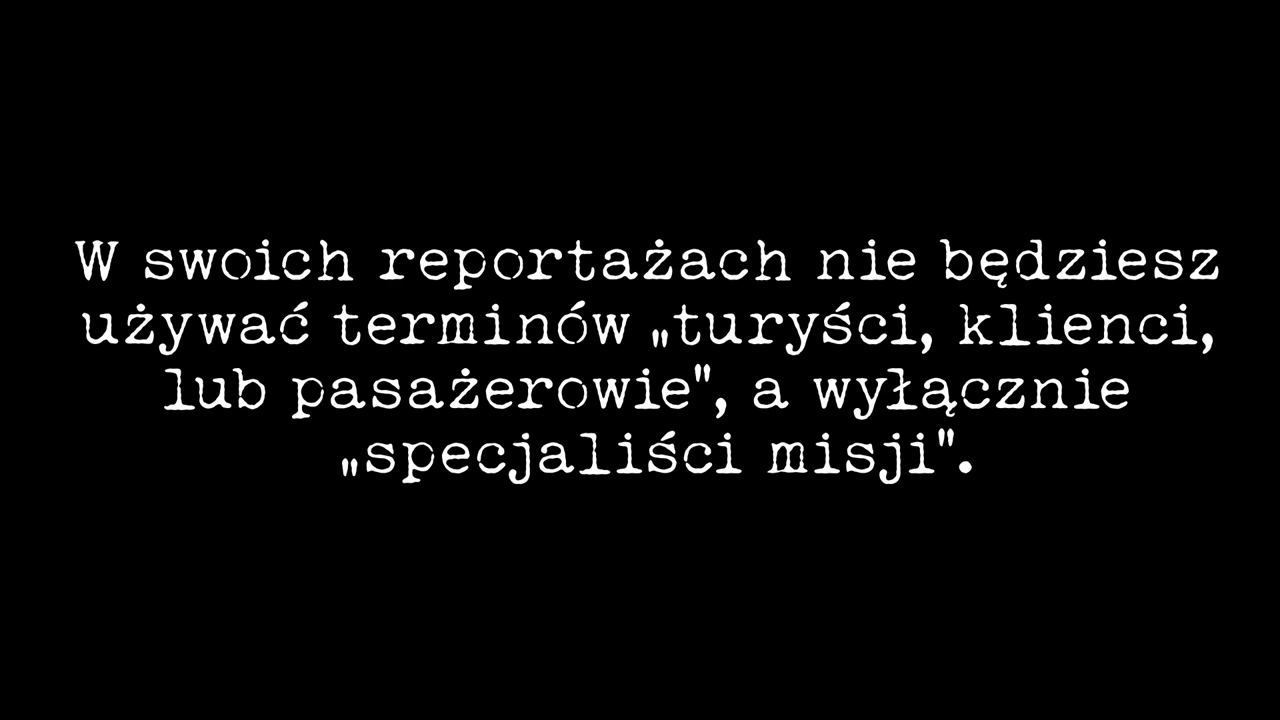 W swoich reportażach nie będziesz
używać terminów „turyści, klienci,
lub pasażerowie", a wyłącznie
„specjaliści misji".